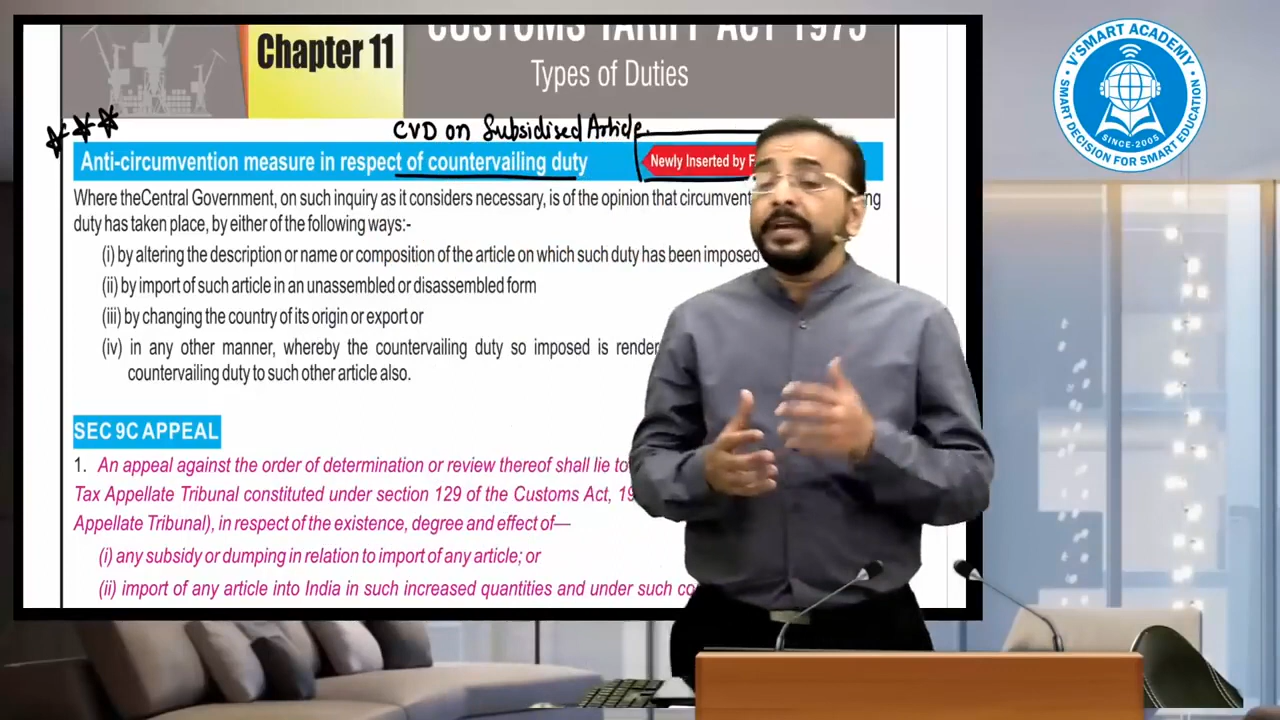 CUSTOMS TARIFF ACT 1975
Chapter 11
Types of Duties
CVD on Subsidised Article.
Anti-circumvention measure in respect of countervailing duty
Newly Inserted by
Where theCentral Government, on such inquiry as it considers necessary, is of the opinion that
duty has taken place, by either of the following ways:-
(i) by altering the description or name or composition of the article on which such duty has been imposed
(ii) by import of such article in an unassembled or disassembled form
(iii) by changing the country of its origin or export or
(iv) in any other manner, whereby the countervailing duty so imposed is
countervailing duty to such other article also.
SEC 9C APPEAL
1. An appeal against the order of determination or review thereof shall lie to
Tax Appellate Tribunal constituted under section 129 of the Customs Act,
Appellate Tribunal), in respect of the existence, degree and effect of—
(i) any subsidy or dumping in relation to import of any article; or
(ii) import of any article into India in such increased quantities and under such
V'SMART ACADEMY
SINCE-2005
SMART DECISION FOR SMART EDUCATION